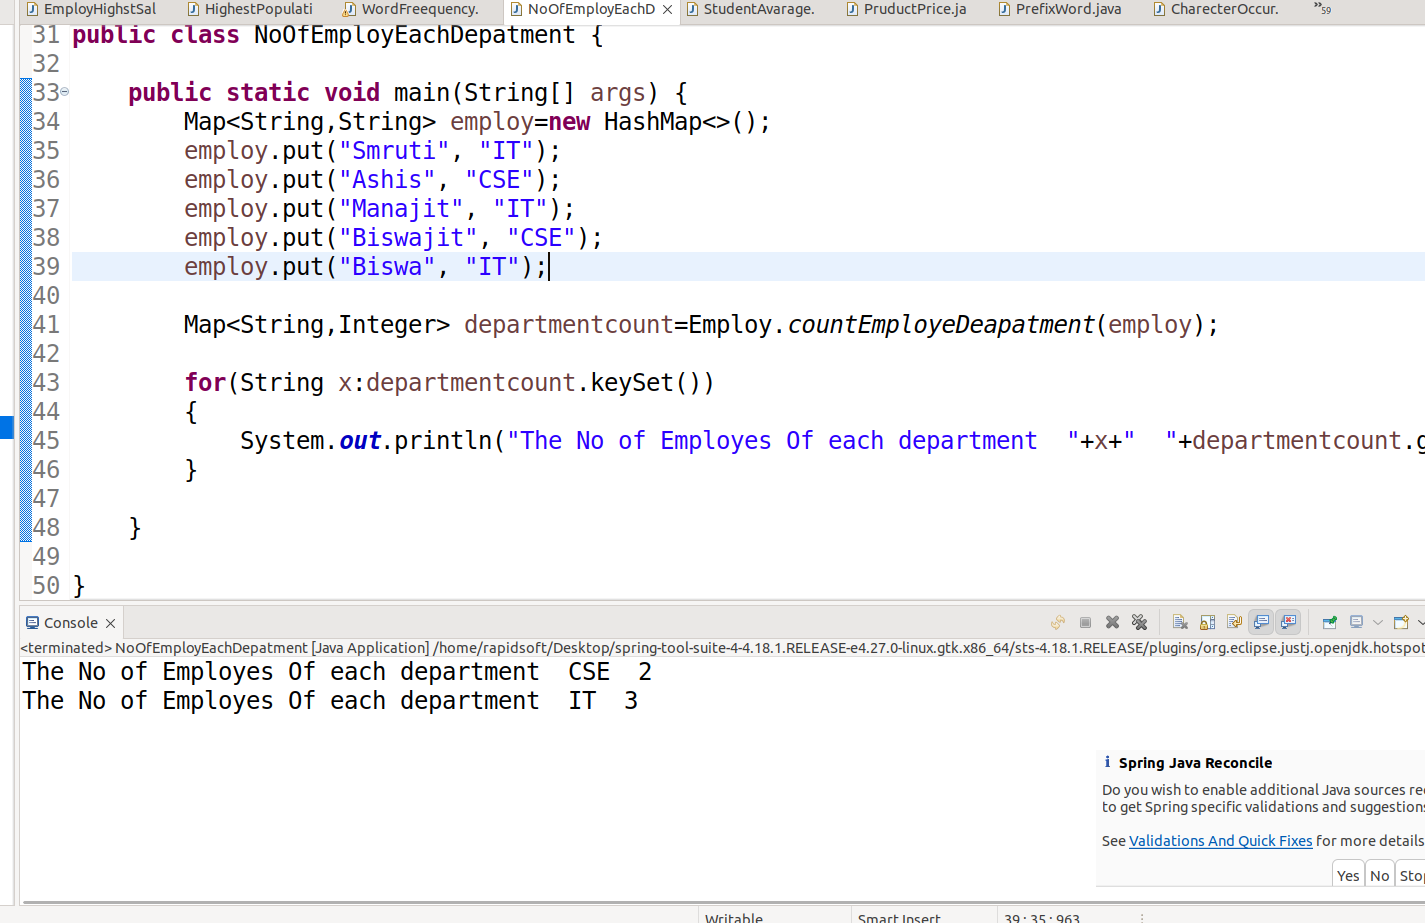 EmployHighstSal HighestPopulati WordFreequency. NoOfEmployEachD StudentAvarage. PruductPrice.ja PrefixWord.java CharecterOccur. »59
31 public class NoOfEmployEachDepatment {
32
33 public static void main(String[] args) {
34 Map<String,String> employ=new HashMap<>();
35 employ.put("Smruti", "IT");
36 employ.put("Ashis", "CSE");
37 employ.put("Manajit", "IT");
38 employ.put("Biswajit", "CSE");
39 employ.put("Biswa", "IT");
40
41 Map<String,Integer> departmentcount=Employ.countEmployeDeapatment(employ);
42
43 for(String x:departmentcount.keySet())
44 {
45 System.out.println("The No of Employes Of each department  "+x+"  "+departmentcount.g
46 }
47
48 }
49
50 }
Console
<terminated> NoOfEmployEachDepatment [Java Application] /home/rapidsoft/Desktop/spring-tool-suite-4-4.18.1.RELEASE-e4.27.0-linux.gtk.x86_64/sts-4.18.1.RELEASE/plugins/org.eclipse.justj.openjdk.hotspot
The No of Employes Of each department  CSE  2
The No of Employes Of each department  IT  3
Spring Java Reconcile
Do you wish to enable additional Java sources re
to get Spring specific validations and suggestions
See Validations And Quick Fixes for more details
Yes No Stop
Writable Smart Insert 39 : 35 : 963